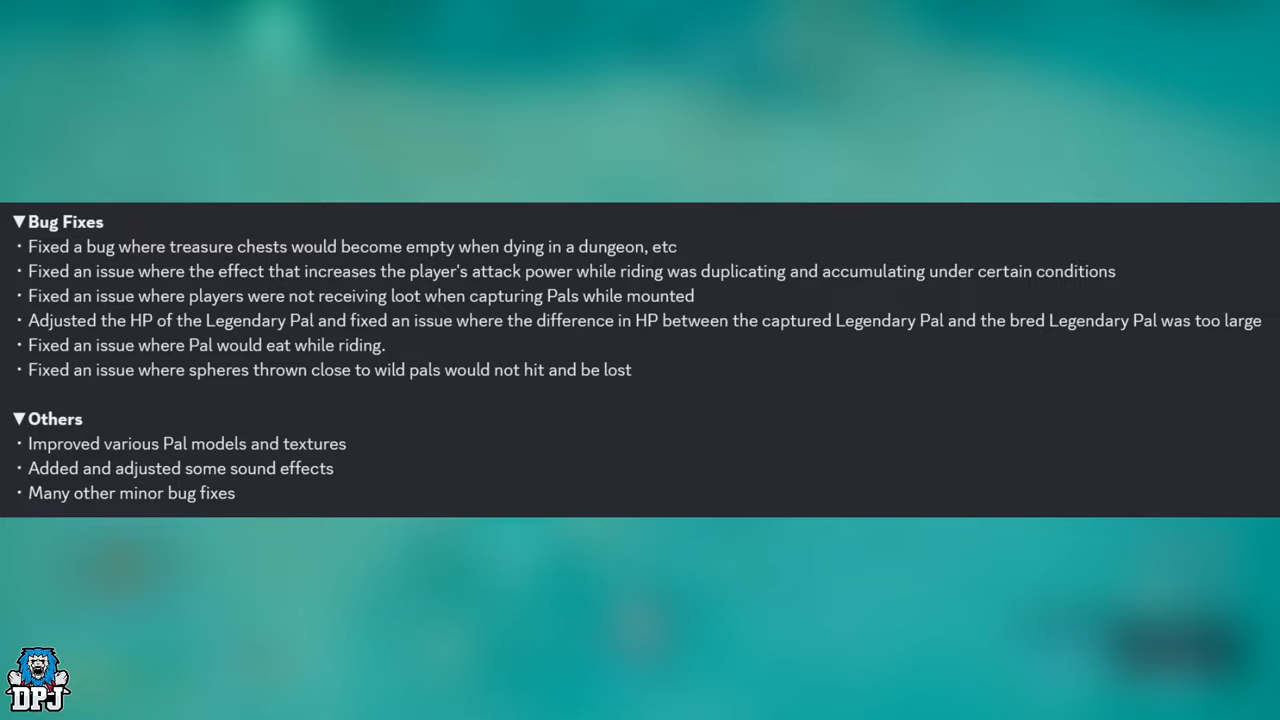 ▼Bug Fixes
・Fixed a bug where treasure chests would become empty when dying in a dungeon, etc
・Fixed an issue where the effect that increases the player's attack power while riding was duplicating and accumulating under certain conditions
・Fixed an issue where players were not receiving loot when capturing Pals while mounted
・Adjusted the HP of the Legendary Pal and fixed an issue where the difference in HP between the captured Legendary Pal and the bred Legendary Pal was too large
・Fixed an issue where Pal would eat while riding.
・Fixed an issue where spheres thrown close to wild pals would not hit and be lost
▼Others
・Improved various Pal models and textures
・Added and adjusted some sound effects
・Many other minor bug fixes
DPJ